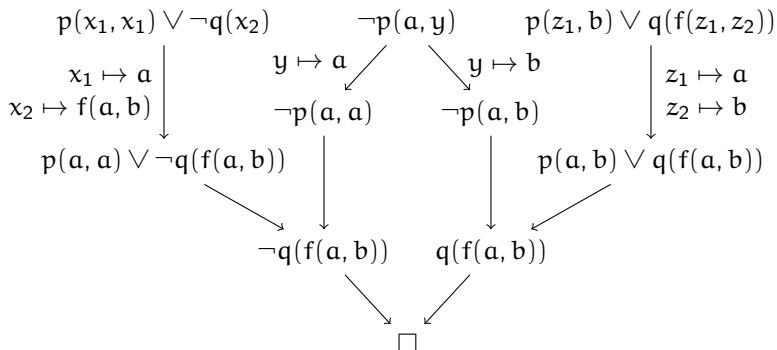 p(x₁, x₁) ∨ ¬q(x₂) ¬p(a, y) p(z₁, b) ∨ q(f(z₁, z₂))
x₁ ↦ a y ↦ a y ↦ b z₁ ↦ a
x₂ ↦ f(a, b) ¬p(a, a) ¬p(a, b) z₂ ↦ b
p(a, a) ∨ ¬q(f(a, b)) p(a, b) ∨ q(f(a, b))
¬q(f(a, b)) q(f(a, b))
□